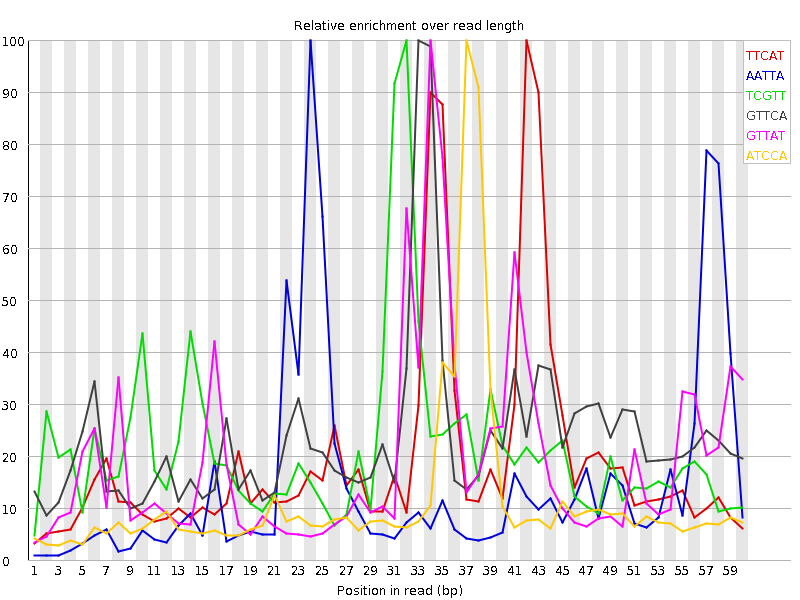 Relative enrichment over read length
100
90
80
70
60
50
40
30
20
10
0
TTCAT
AATTA
TCGTT
GTTCA
GTTAT
ATCCA
1 3 5 7 9 11 13 15 17 19 21 23 25 27 29 31 33 35 37 39 41 43 45 47 49 51 53 55 57 59
Position in read (bp)